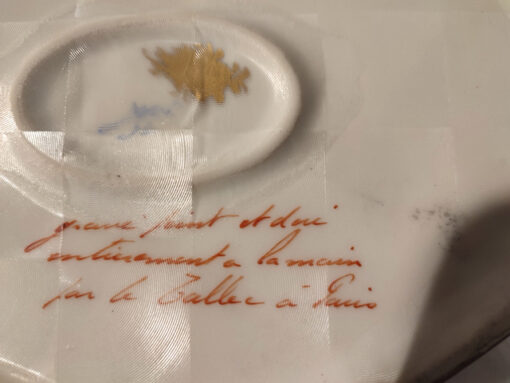 gravé peint et doré
entièrement a la main
par le Tallec à Paris